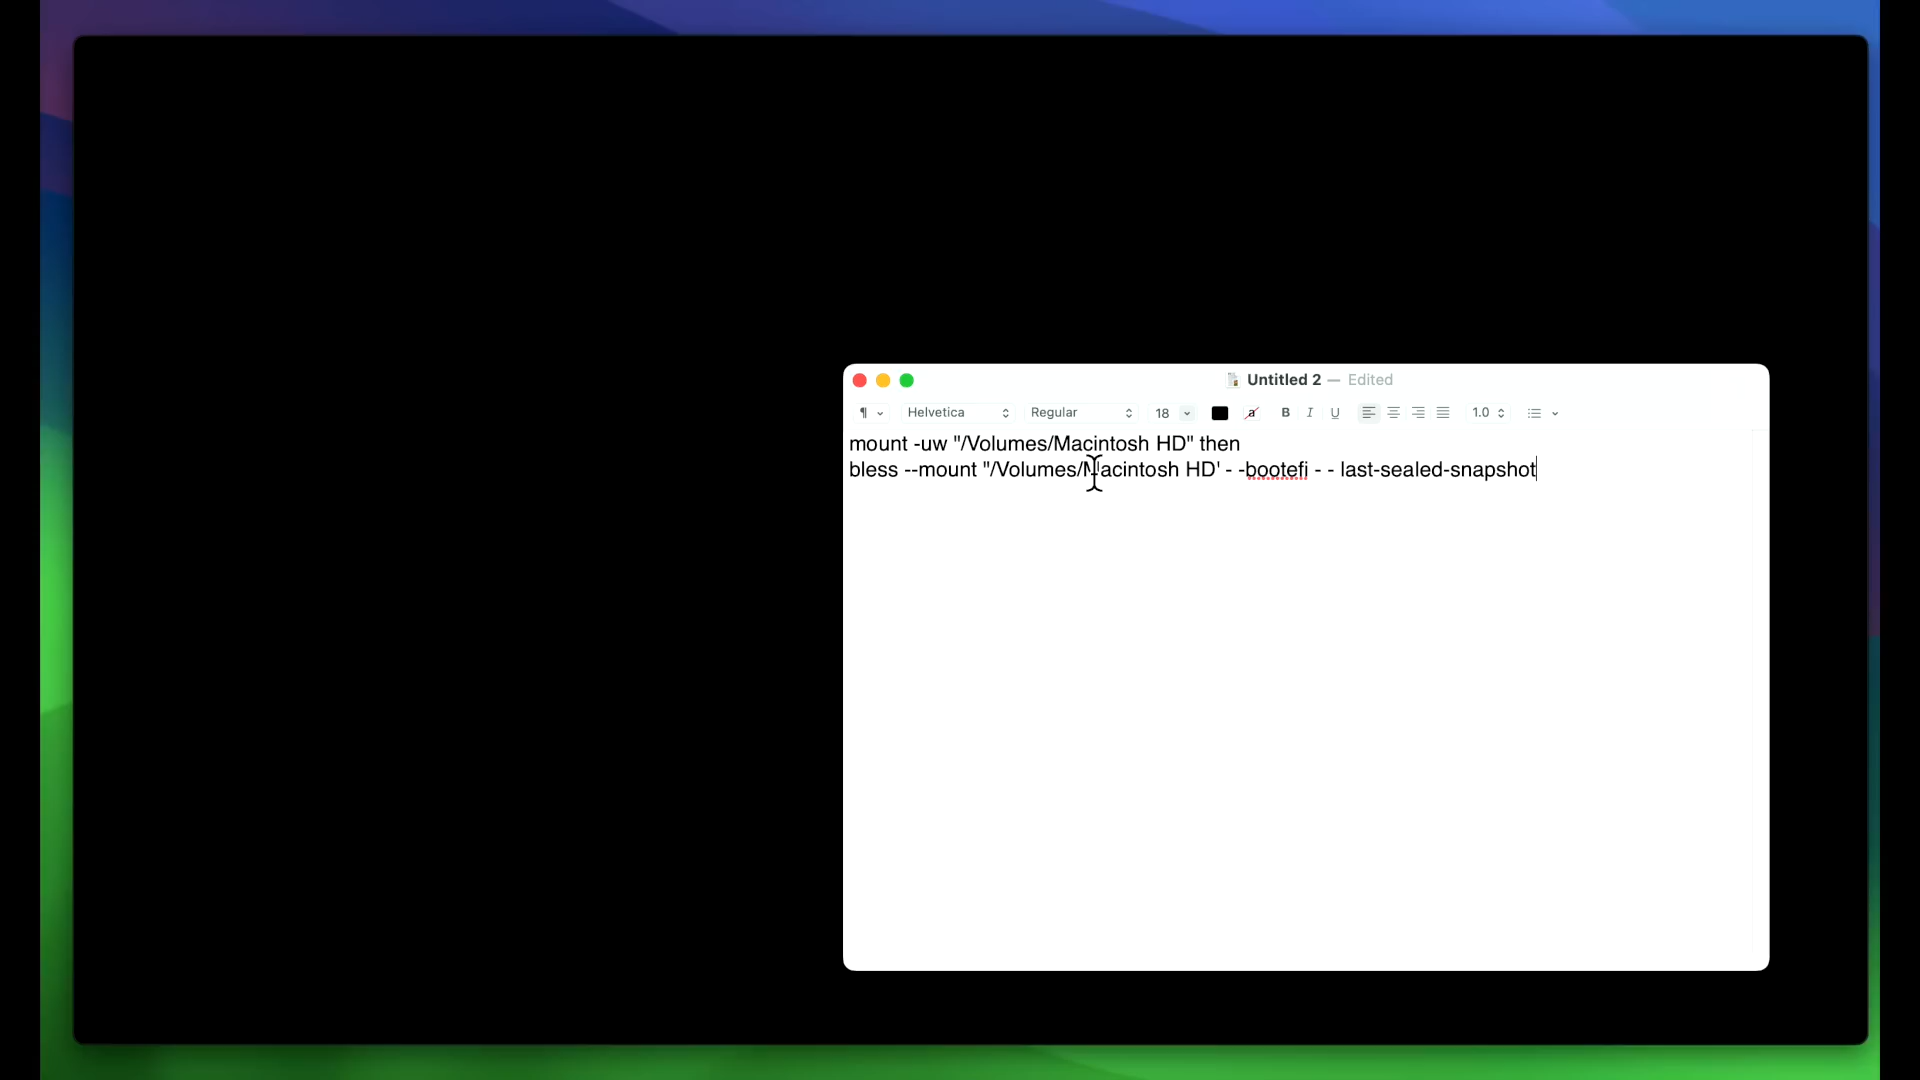 Untitled 2 — Edited
¶ Helvetica Regular 18 a B I U 1.0
mount -uw "/Volumes/Macintosh HD" then
bless --mount "/Volumes/Macintosh HD' - -bootefi - - last-sealed-snapshot